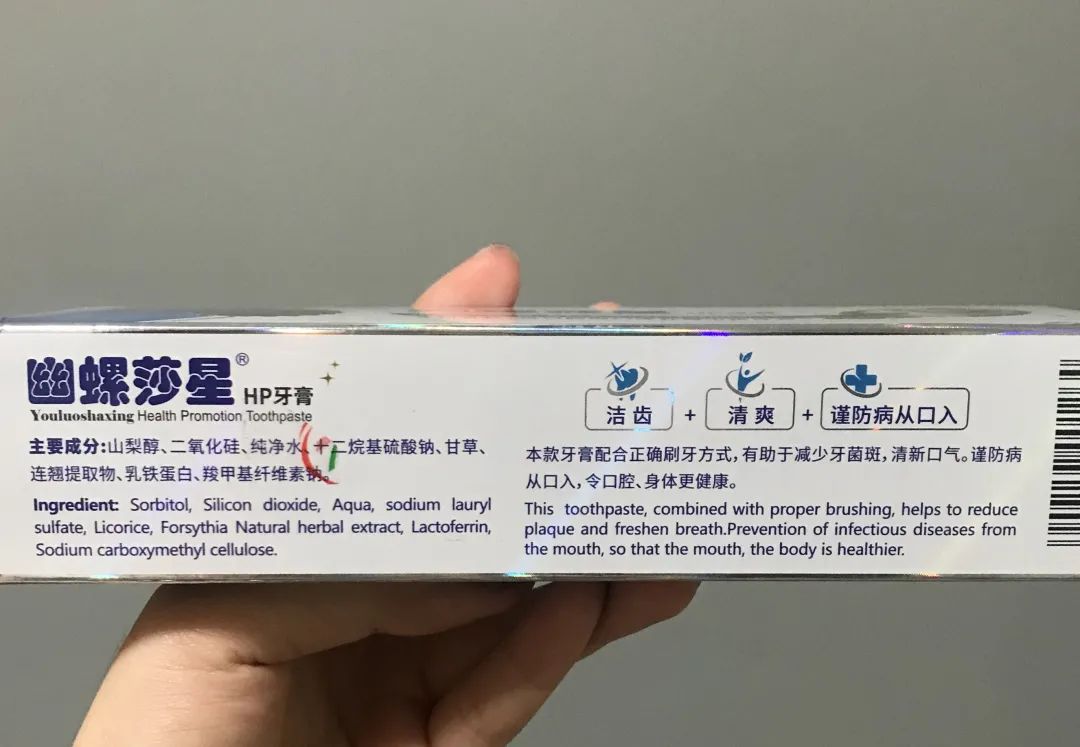 幽螺莎星® HP牙膏
Youluoshaxing Health Promotion Toothpaste
主要成分:山梨醇、二氧化硅、纯净水、十二烷基硫酸钠、甘草、
连翘提取物、乳铁蛋白、羧甲基纤维素钠。
Ingredient: Sorbitol, Silicon dioxide, Aqua, sodium lauryl
sulfate, Licorice, Forsythia Natural herbal extract, Lactoferrin,
Sodium carboxymethyl cellulose.
洁齿 + 清爽 + 谨防病从口入
本款牙膏配合正确刷牙方式,有助于减少牙菌斑,清新口气。谨防病
从口入,令口腔、身体更健康。
This toothpaste, combined with proper brushing, helps to reduce
plaque and freshen breath.Prevention of infectious diseases from
the mouth, so that the mouth, the body is healthier.